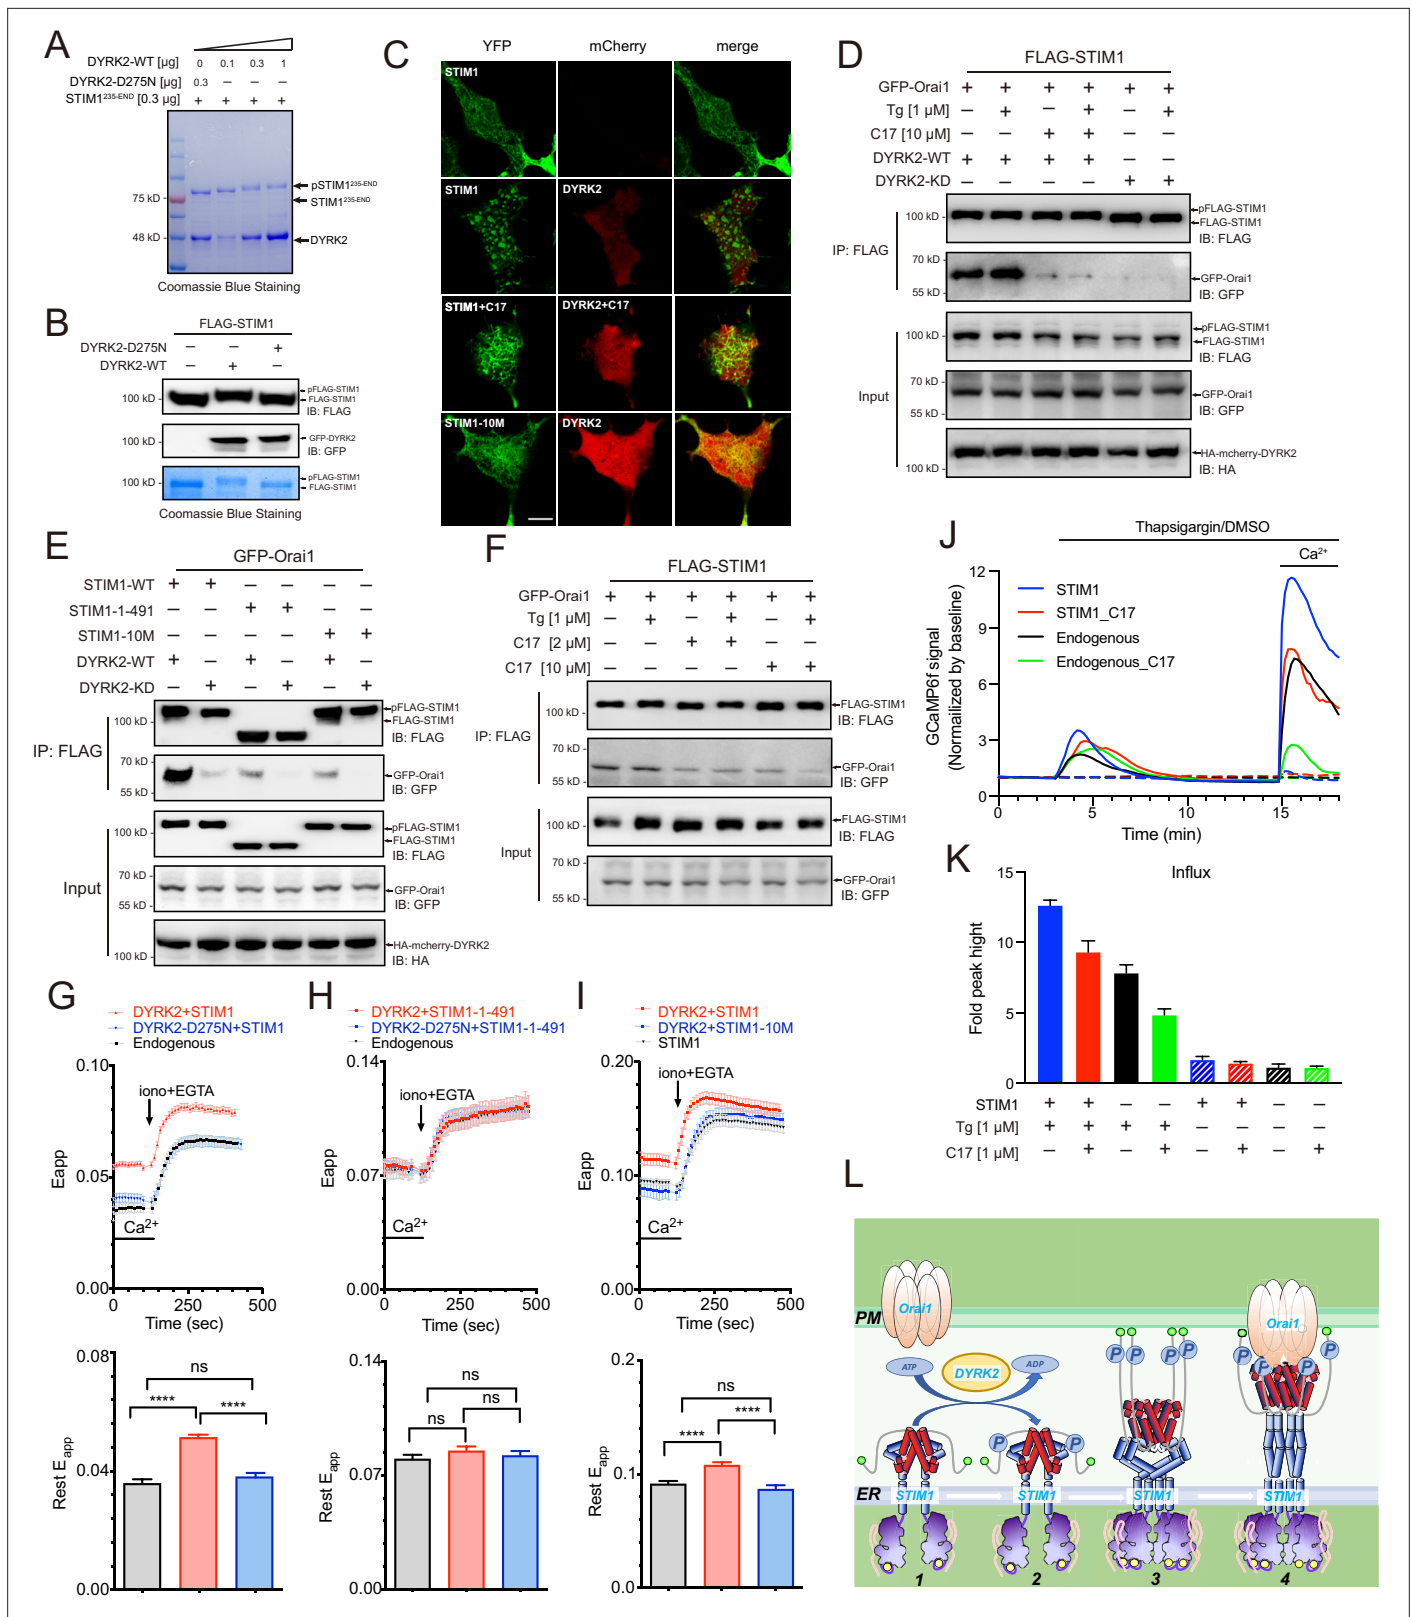 A
DYRK2-WT [µg] 0 0.1 0.3 1
DYRK2-D275N [µg] 0.3 – – –
STIM1²³⁵⁻ᴱᴺᴰ [0.3 µg] + + + +
pSTIM1²³⁵⁻ᴱᴺᴰ
75 kD
STIM1²³⁵⁻ᴱᴺᴰ
48 kD
DYRK2
Coomassie Blue Staining
B
FLAG-STIM1
DYRK2-D275N – – +
DYRK2-WT – + –
pFLAG-STIM1
100 kD
FLAG-STIM1
IB: FLAG
100 kD
GFP-DYRK2
IB: GFP
pFLAG-STIM1
100 kD
FLAG-STIM1
Coomassie Blue Staining
C
YFP mCherry merge
STIM1
STIM1 DYRK2
STIM1+C17 DYRK2+C17
STIM1-10M DYRK2
D
FLAG-STIM1
GFP-Orai1 + + + + + +
Tg [1 µM] – + – + – +
C17 [10 µM] – – + + – –
DYRK2-WT + + + + – –
DYRK2-KD – – – – + +
IP: FLAG
100 kD
pFLAG-STIM1
FLAG-STIM1
IB: FLAG
70 kD
55 kD
GFP-Orai1
IB: GFP
Input
100 kD
pFLAG-STIM1
FLAG-STIM1
IB: FLAG
70 kD
55 kD
GFP-Orai1
IB: GFP
100 kD
HA-mcherry-DYRK2
IB: HA
E
GFP-Orai1
STIM1-WT + + – – – –
STIM1-1-491 – – + + – –
STIM1-10M – – – – + +
DYRK2-WT + – + – + –
DYRK2-KD – + – + – +
IP: FLAG
100 kD
pFLAG-STIM1
FLAG-STIM1
IB: FLAG
70 kD
55 kD
GFP-Orai1
IB: GFP
Input
100 kD
pFLAG-STIM1
FLAG-STIM1
IB: FLAG
70 kD
55 kD
GFP-Orai1
IB: GFP
100 kD
HA-mcherry-DYRK2
IB: HA
F
FLAG-STIM1
GFP-Orai1 + + + + + +
Tg [1 µM] – + – + – +
C17 [2 µM] – – + + – –
C17 [10 µM] – – – – + +
IP: FLAG
100 kD
FLAG-STIM1
IB: FLAG
70 kD
55 kD
GFP-Orai1
IB: GFP
Input
100 kD
FLAG-STIM1
IB: FLAG
70 kD
55 kD
GFP-Orai1
IB: GFP
J
Thapsigargin/DMSO
Ca²⁺
STIM1
STIM1_C17
Endogenous
Endogenous_C17
GCaMP6f signal
(Normailized by baseline)
12
9
6
3
0
0 5 10 15
Time (min)
K
Influx
Fold peak hight
15
10
5
0
STIM1 + + – – + + – –
Tg [1 µM] + + + + – – – –
C17 [1 µM] – + – + – + – +
G
DYRK2+STIM1
DYRK2-D275N+STIM1
Endogenous
0.10
0.05
0.00
Eapp
iono+EGTA
Ca²⁺
0 250 500
Time (sec)
0.08
0.04
0.00
Rest Eapp
ns
**** ****
H
DYRK2+STIM1-1-491
DYRK2-D275N+STIM1-1-491
Endogenous
0.14
0.07
0.00
Eapp
iono+EGTA
Ca²⁺
0 250 500
Time (sec)
0.14
0.07
0.00
Rest Eapp
ns
ns ns
I
DYRK2+STIM1
DYRK2+STIM1-10M
STIM1
0.20
0.10
0.00
Eapp
iono+EGTA
Ca²⁺
0 250 500
Time (sec)
0.2
0.1
0.0
Rest Eapp
ns
****
****
L
PM
Orai1
Orai1
ATP
DYRK2
ADP
P P P P P P
P P P P
ER
STIM1 STIM1 STIM1 STIM1
1 2 3 4